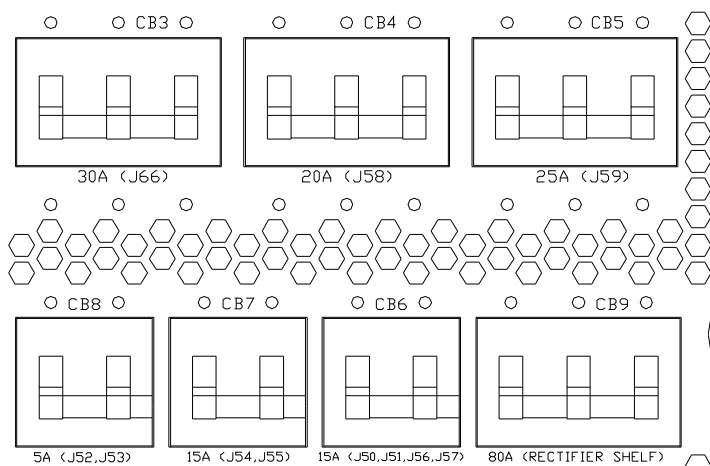 CB3 CB4 CB5
30A (J66) 20A (J58) 25A (J59)
CB8 CB7 CB6 CB9
5A (J52,J53) 15A (J54,J55) 15A (J50,J51,J56,J57) 80A (RECTIFIER SHELF)